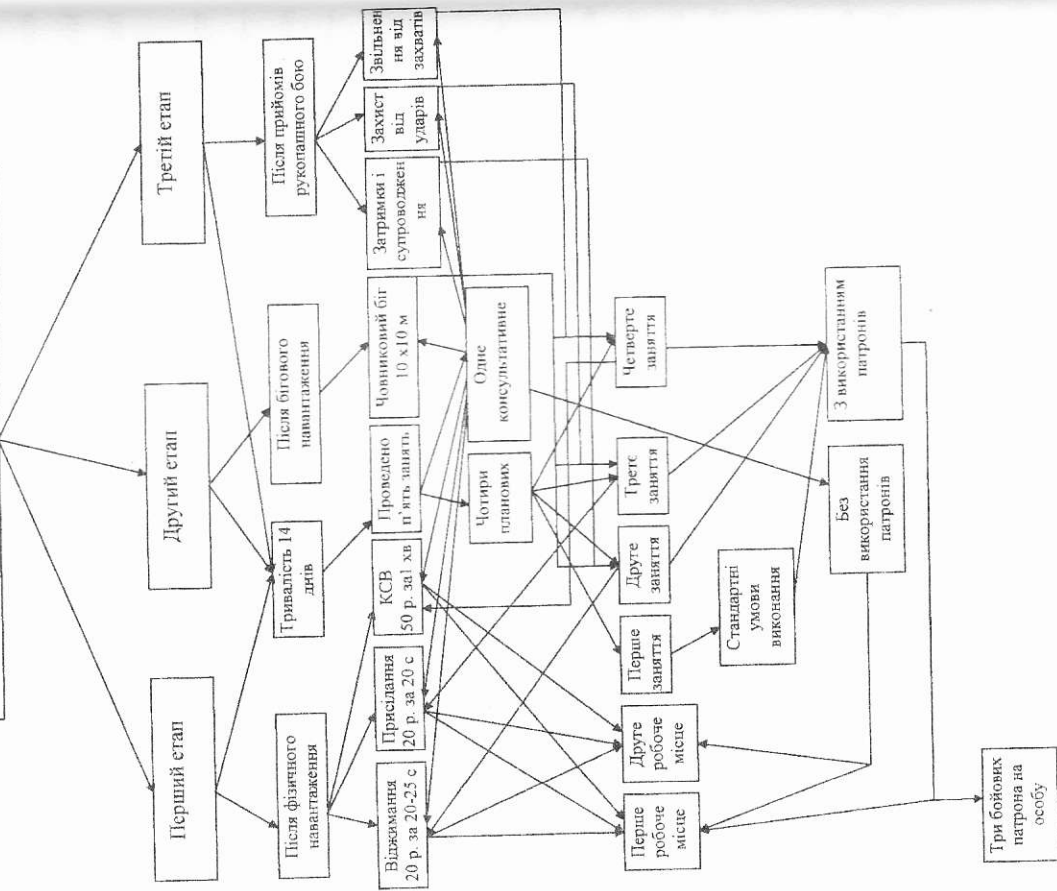 Перший етап
Другий етап
Третій етап
Після фізичного
навантаження
Тривалість 14
днів
Після бігового
навантаження
Після прийомів
рукопашного бою
Віджимання
20 р. за 20-25 с
Присідання
20 р. за 20 с
КСВ
50 р. за1 хв
Проведено
п’ять занять
Човниковий біг
10 х10 м
Затримки і
супроводжен
ня
Захист
від
ударів
Звільнен
ня від
захватів
Чотири
планових
Одне
консультативне
Перше
робоче
місце
Друге
робоче
місце
Перше
заняття
Друге
заняття
Третє
заняття
Четверте
заняття
Стандартні
умови
виконання
Без
використання
патронів
З використанням
патронів
Три бойових
патрона на
особу